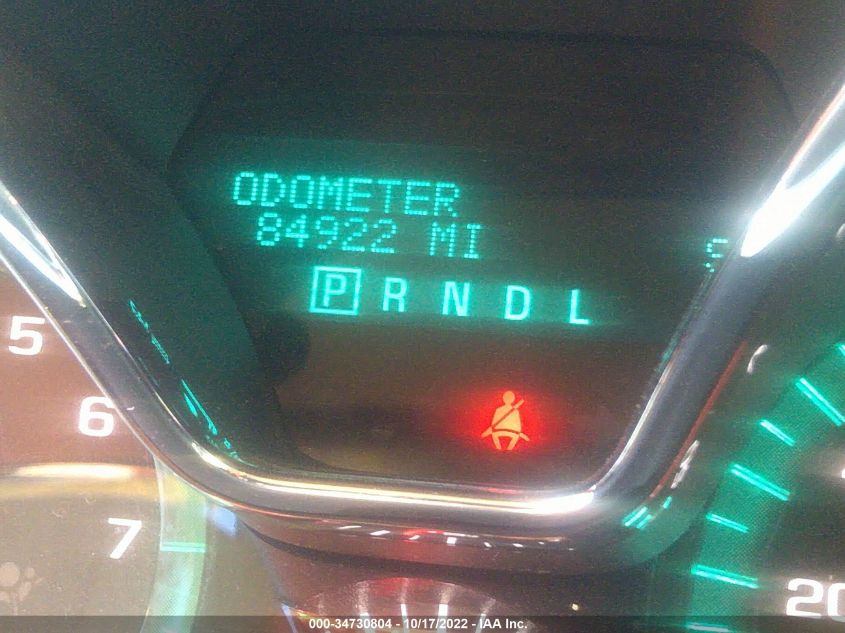 ODOMETER
84922 MI
P R N D L
5
6
7
20
000-34730804 - 10/17/2022 - IAA Inc.